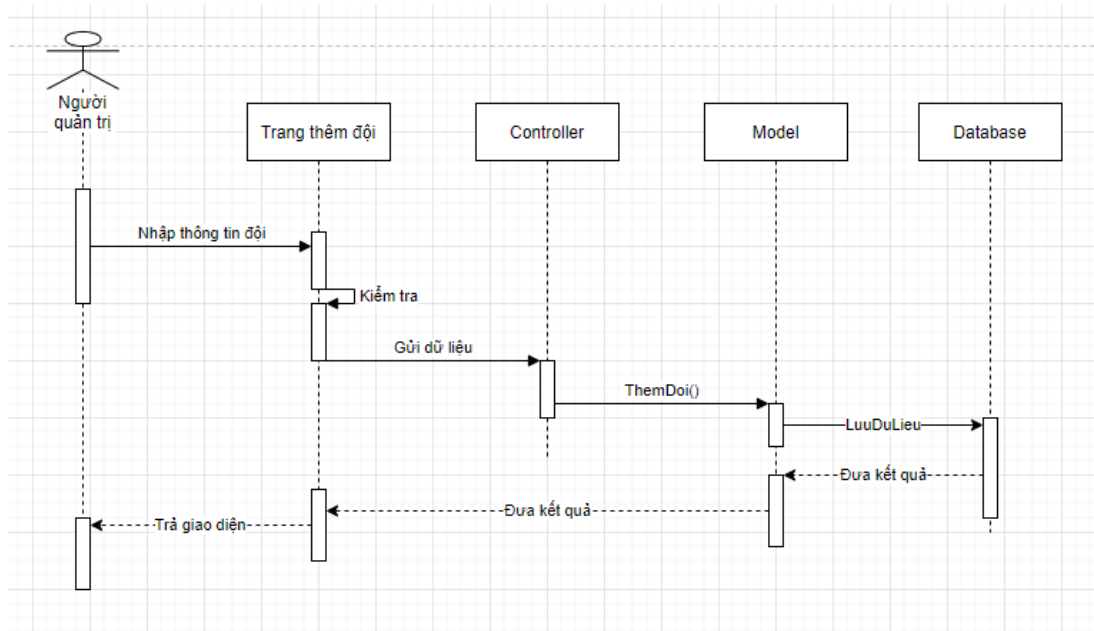 Người
quản trị
Trang thêm đội
Controller
Model
Database
Nhập thông tin đội
Kiểm tra
Gửi dữ liệu
ThemDoi()
LuuDuLieu
Đưa kết quả
Đưa kết quả
Trả giao diện